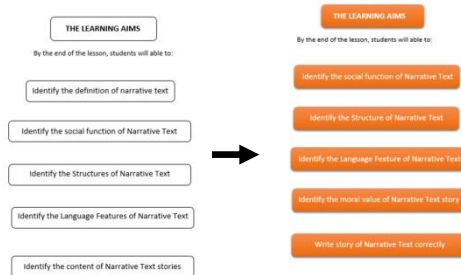 THE LEARNING AIMS
By the end of the lesson, students will able to:
Identify the definition of narrative text
Identify the social function of Narrative Text
Identify the Structures of Narrative Text
Identify the Language Features of Narrative Text
Identify the content of Narrative Text stories
THE LEARNING AIMS
By the end of the lesson, students will able to:
Identify the social function of Narrative Text
Identify the Structure of Narrative Text
Identify the Language Feature of Narrative Text
Identify the moral value of Narrative Text story
Write story of Narrative Text correctly